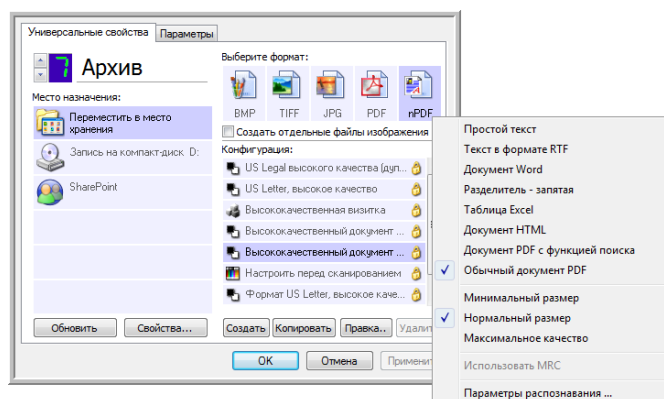 Универсальные свойства Параметры
7 Архив
Место назначения:
Переместить в место
хранения
Запись на компакт-диск D:
SharePoint
Обновить Свойства...
Выберите формат:
BMP TIFF JPG PDF nPDF
Создать отдельные файлы изображения
Конфигурация:
US Legal высокого качества (дуп...
US Letter, высокое качество
Высококачественная визитка
Высококачественный документ ...
Высококачественный документ ...
Настроить перед сканированием
Формат US Letter, высокое каче...
Создать Копировать Правка.. Удалит
OK Отмена Применит
Простой текст
Текст в формате RTF
Документ Word
Разделитель - запятая
Таблица Excel
Документ HTML
Документ PDF с функцией поиска
Обычный документ PDF
Минимальный размер
Нормальный размер
Максимальное качество
Использовать MRC
Параметры распознавания ...